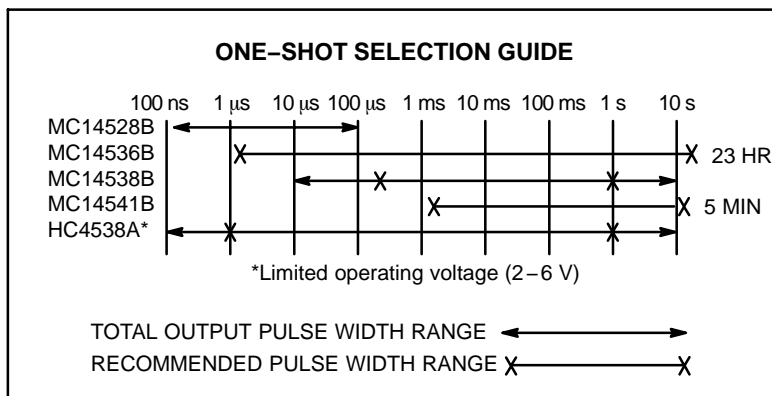 ONE–SHOT SELECTION GUIDE
100 ns 1 μs 10 μs 100 μs 1 ms 10 ms 100 ms 1 s 10 s
MC14528B
MC14536B 23 HR
MC14538B
MC14541B 5 MIN
HC4538A*
*Limited operating voltage (2–6 V)
TOTAL OUTPUT PULSE WIDTH RANGE
RECOMMENDED PULSE WIDTH RANGE